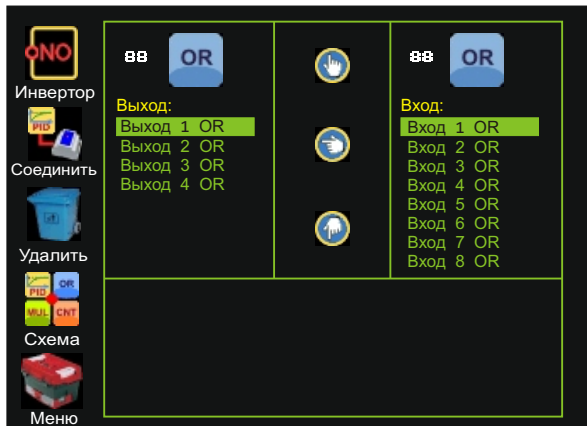 NO
Инвертор
PID
Соединить
Удалить
PID OR
MUL CNT
Схема
Меню
88 OR
Выход:
Выход 1 OR
Выход 2 OR
Выход 3 OR
Выход 4 OR
88 OR
Вход:
Вход 1 OR
Вход 2 OR
Вход 3 OR
Вход 4 OR
Вход 5 OR
Вход 6 OR
Вход 7 OR
Вход 8 OR